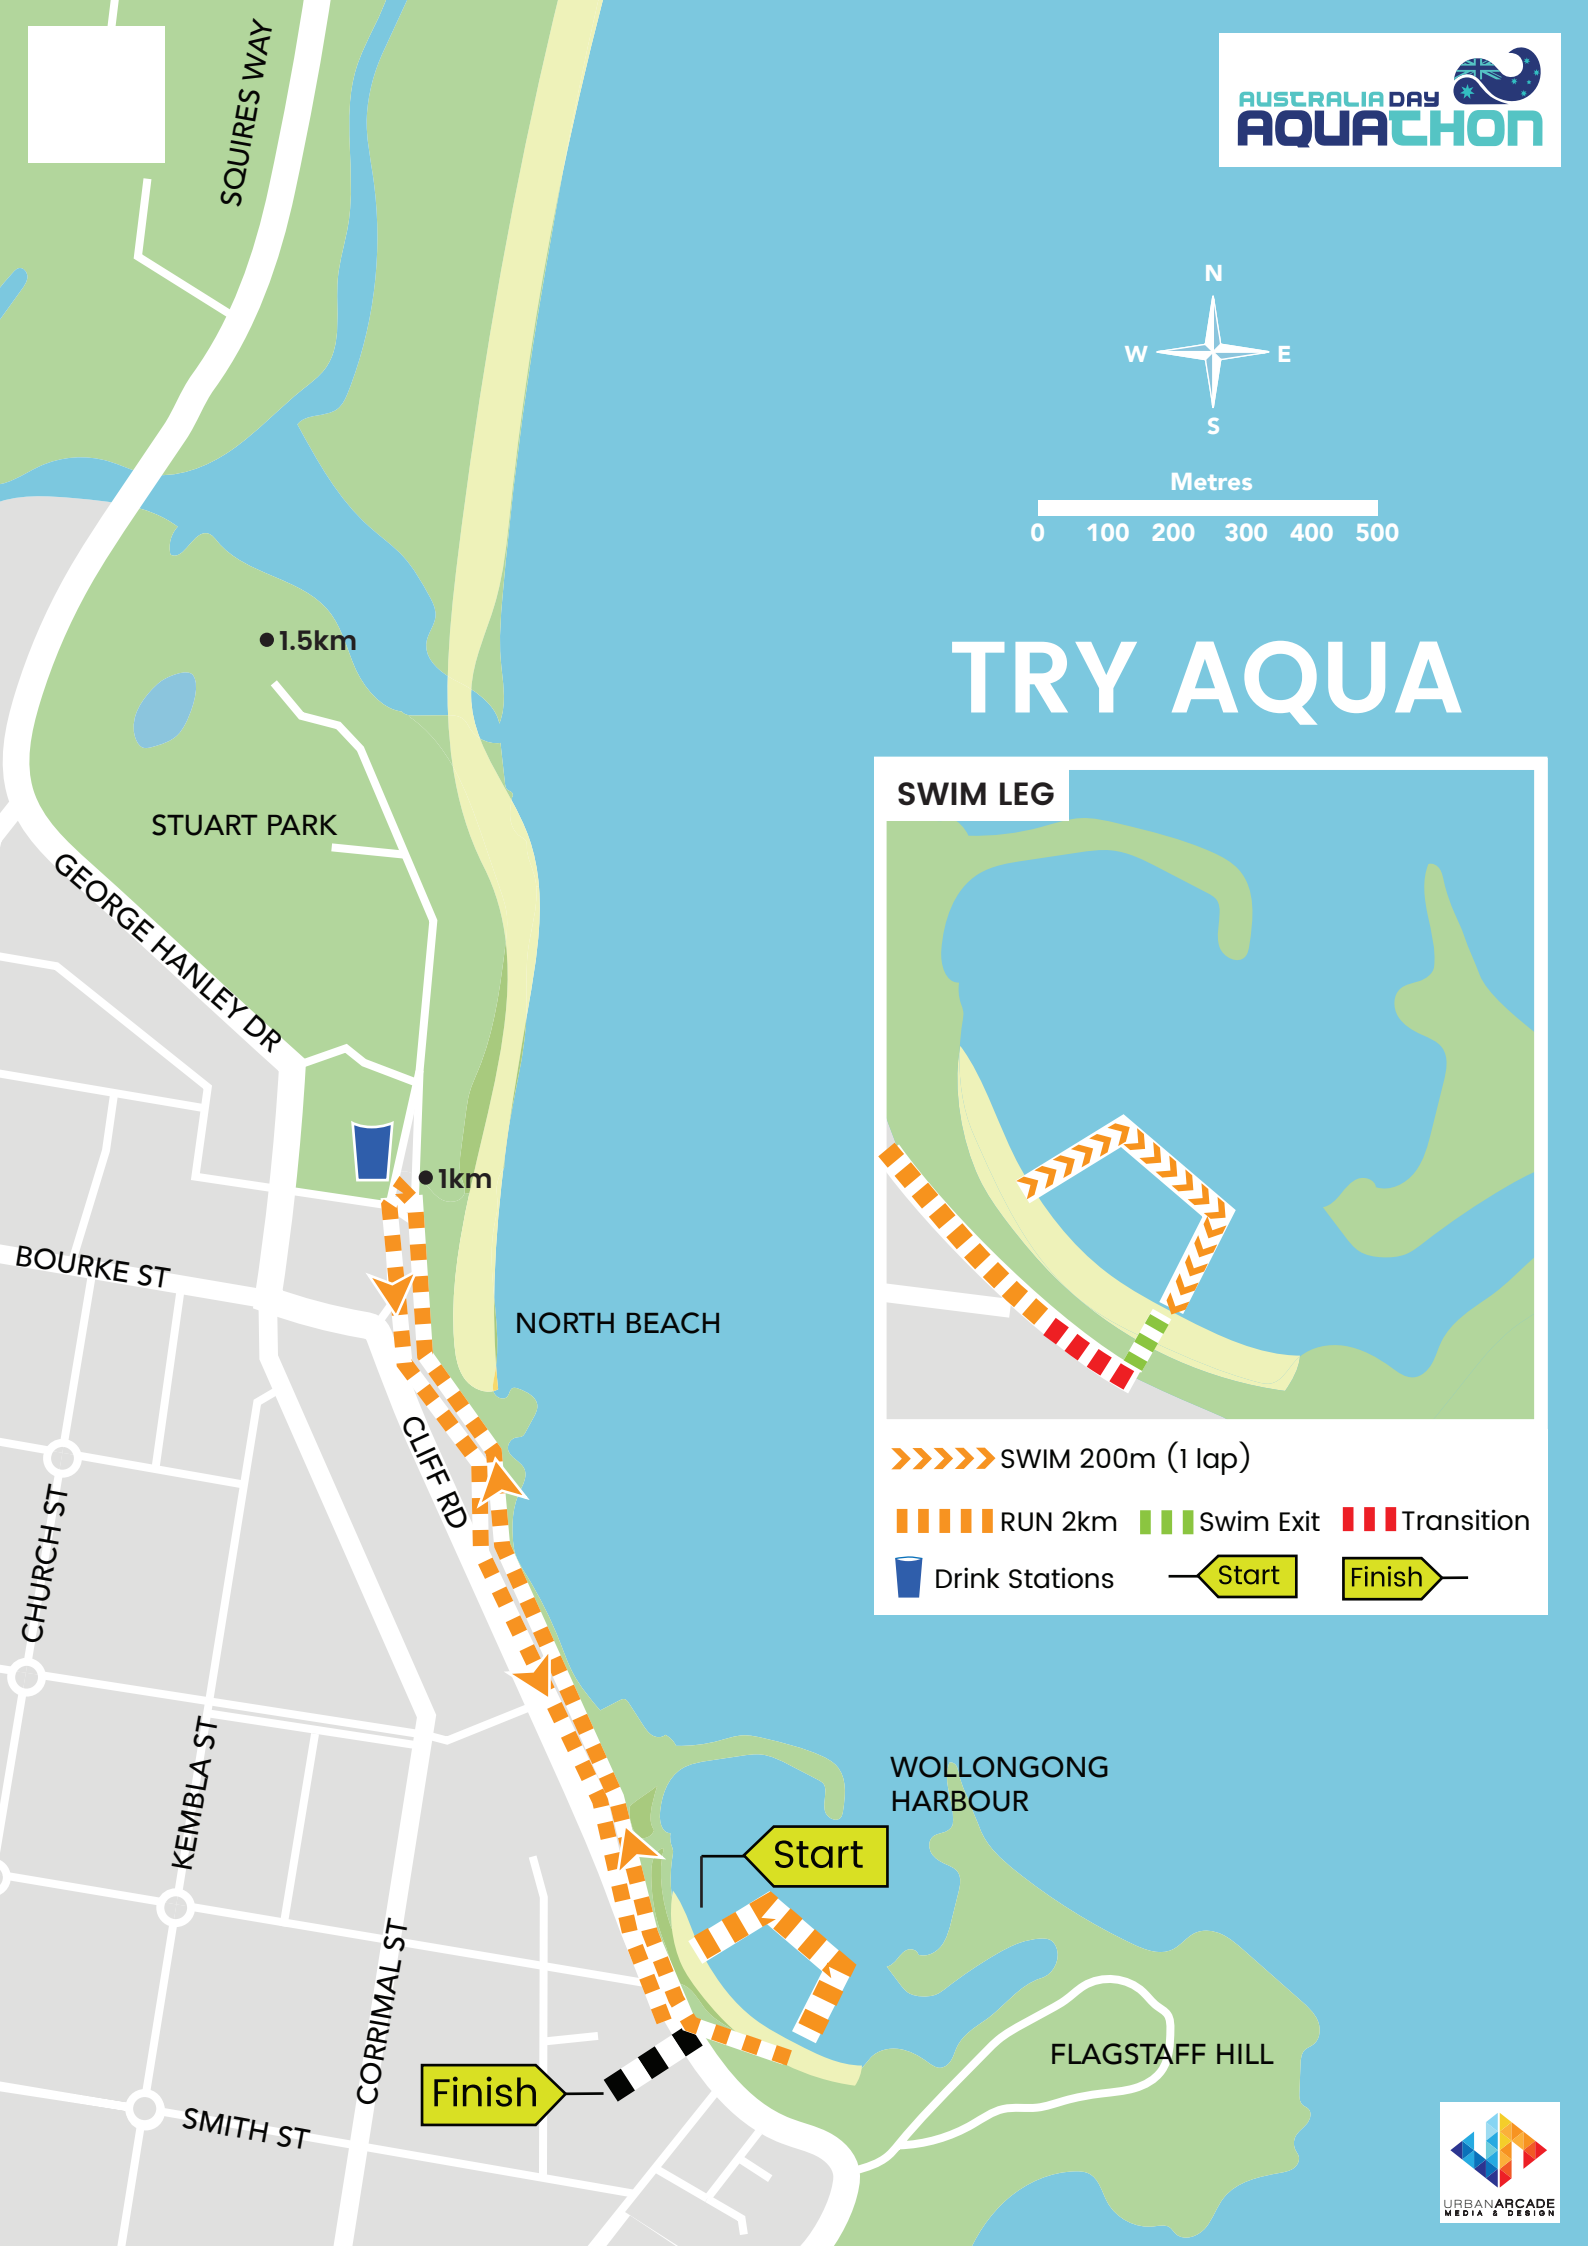 SQUIRES WAY
AUSTRALIA DAY
AQUATHON
N
W E
S
Metres
0 100 200 300 400 500
1.5km
TRY AQUA
SWIM LEG
STUART PARK
GEORGE HANLEY DR
1km
BOURKE ST
NORTH BEACH
CLIFF RD
SWIM 200m (1 lap)
RUN 2km Swim Exit Transition
Drink Stations Start Finish
CHURCH ST
KEMBLA ST
WOLLONGONG
HARBOUR
Start
CORRIMAL ST
FLAGSTAFF HILL
Finish
SMITH ST
URBANARCADE
MEDIA & DESIGN